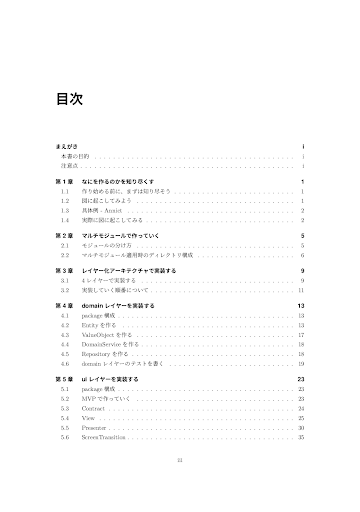 目次
まえがき i
本書の目的 i
注意点 i
第 1 章 なにを作るのかを知り尽くす 1
1.1 作り始める前に、まずは知り尽そう 1
1.2 図に起こしてみよう 1
1.3 具体例 - Annict 2
1.4 実際に図に起こしてみる 2
第 2 章 マルチモジュールで作っていく 5
2.1 モジュールの分け方 5
2.2 マルチモジュール適用時のディレクトリ構成 6
第 3 章 レイヤー化アーキテクチャで実装する 9
3.1 4 レイヤーで実装する 9
3.2 実装していく順番について 11
第 4 章 domain レイヤーを実装する 13
4.1 package 構成 13
4.2 Entity を作る 13
4.3 ValueObject を作る 17
4.4 DomainService を作る 18
4.5 Repository を作る 18
4.6 domain レイヤーのテストを書く 19
第 5 章 ui レイヤーを実装する 23
5.1 package 構成 23
5.2 MVP で作っていく 23
5.3 Contract 24
5.4 View 25
5.5 Presenter 30
5.6 ScreenTransition 35
iii